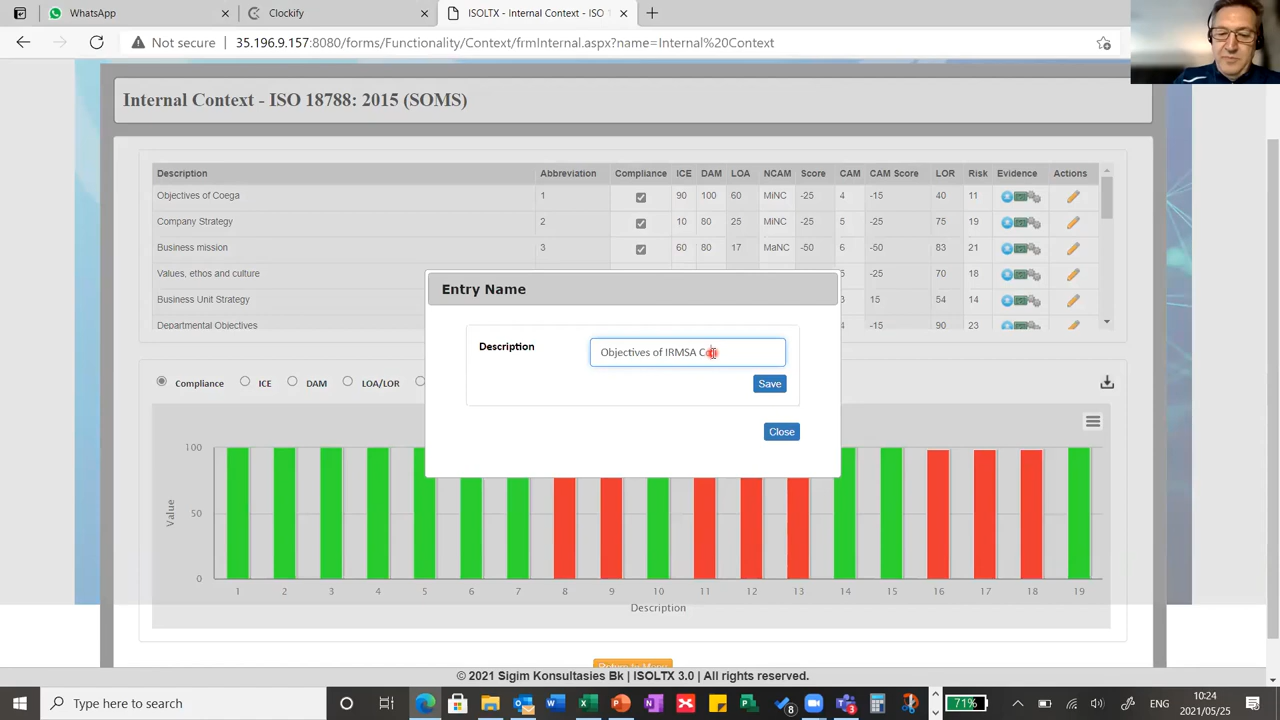 WhatsApp
Clockify
ISOLTX - Internal Context - ISO 1
Not secure 35.196.9.157:8080/forms/Functionality/Context/frmInternal.aspx?name=Internal%20Context
Internal Context - ISO 18788: 2015 (SOMS)
Description Abbreviation Compliance ICE DAM LOA NCAM Score CAM CAM Score LOR Risk Evidence Actions
Objectives of Coega 1 90 100 60 MiNC -25 4 -15 40 11
Company Strategy 2 10 80 25 MiNC -25 5 -25 75 19
Business mission 3 60 80 17 MaNC -50 6 -50 83 21
Values, ethos and culture -25 70 18
Business Unit Strategy 15 54 14
Departmental Objectives -15 90 23
Entry Name
Description
Objectives of IRMSA
Save
Close
Compliance ICE DAM LOA/LOR
100
50
0
Value
1 2 3 4 5 6 7 8 9 10 11 12 13 14 15 16 17 18 19
Description
Return to Menu
© 2021 Sigim Konsultasies Bk | ISOLTX 3.0 | All rights reserved.
Type here to search
8
71%
ENG
10:24
2021/05/25